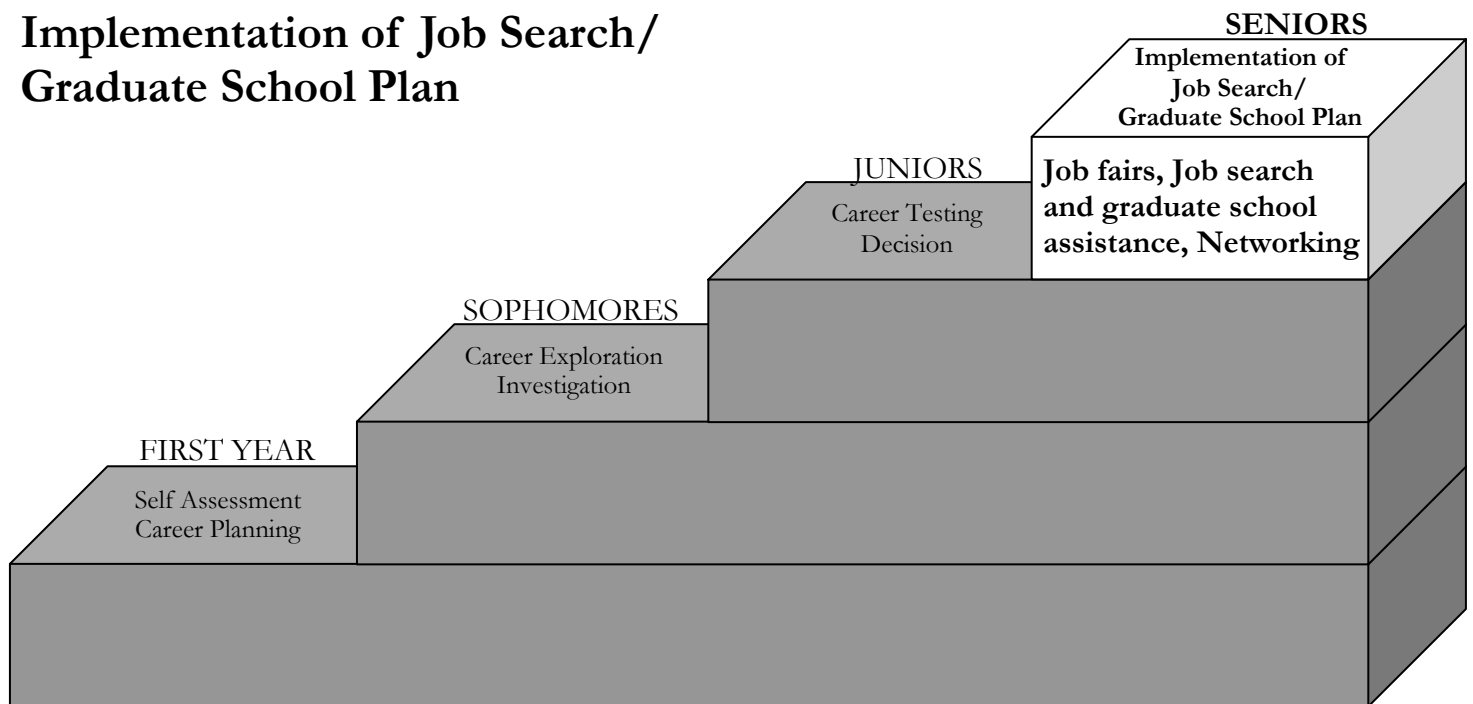 Implementation of Job Search/
Graduate School Plan
SENIORS
Implementation of
Job Search/
Graduate School Plan
Job fairs, Job search
and graduate school
assistance, Networking
JUNIORS
Career Testing
Decision
SOPHOMORES
Career Exploration
Investigation
FIRST YEAR
Self Assessment
Career Planning